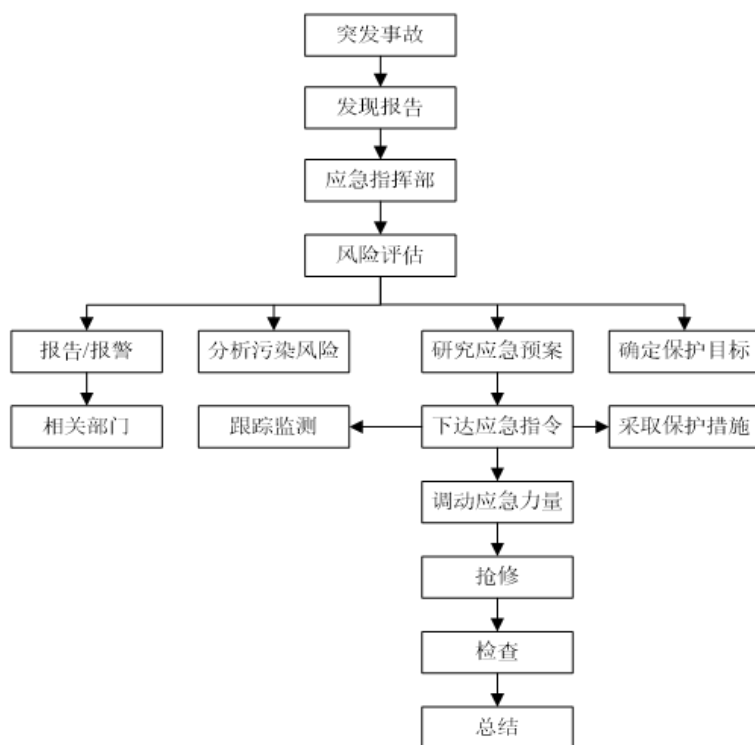 突发事故
发现报告
应急指挥部
风险评估
报告/报警
分析污染风险
研究应急预案
确定保护目标
相关部门
跟踪监测
下达应急指令
采取保护措施
调动应急力量
抢修
检查
总结